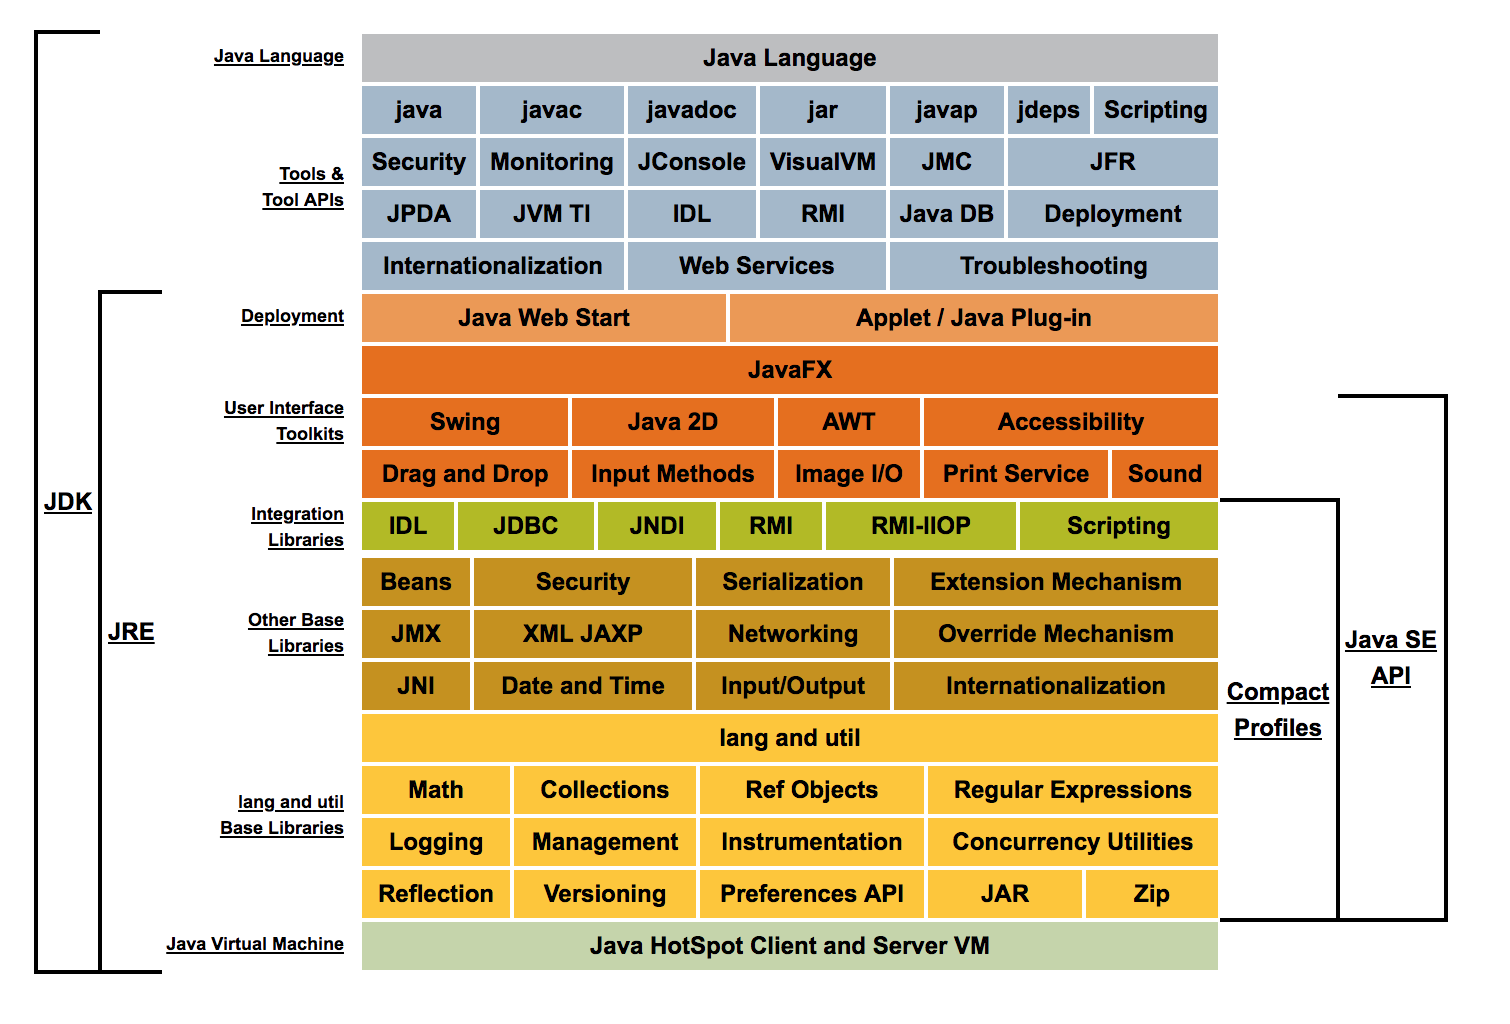 Java Language
Java Language
java javac javadoc jar javap jdeps Scripting
Tools &
Tool APIs
Security Monitoring JConsole VisualVM JMC JFR
JPDA JVM TI IDL RMI Java DB Deployment
Internationalization Web Services Troubleshooting
Deployment
Java Web Start Applet / Java Plug-in
JavaFX
User Interface
Toolkits
Swing Java 2D AWT Accessibility
Drag and Drop Input Methods Image I/O Print Service Sound
JDK
Integration
Libraries
IDL JDBC JNDI RMI RMI-IIOP Scripting
Beans Security Serialization Extension Mechanism
JRE
Other Base
Libraries
JMX XML JAXP Networking Override Mechanism
JNI Date and Time Input/Output Internationalization
Java SE
API
Compact
Profiles
lang and util
lang and util
Base Libraries
Math Collections Ref Objects Regular Expressions
Logging Management Instrumentation Concurrency Utilities
Reflection Versioning Preferences API JAR Zip
Java Virtual Machine
Java HotSpot Client and Server VM